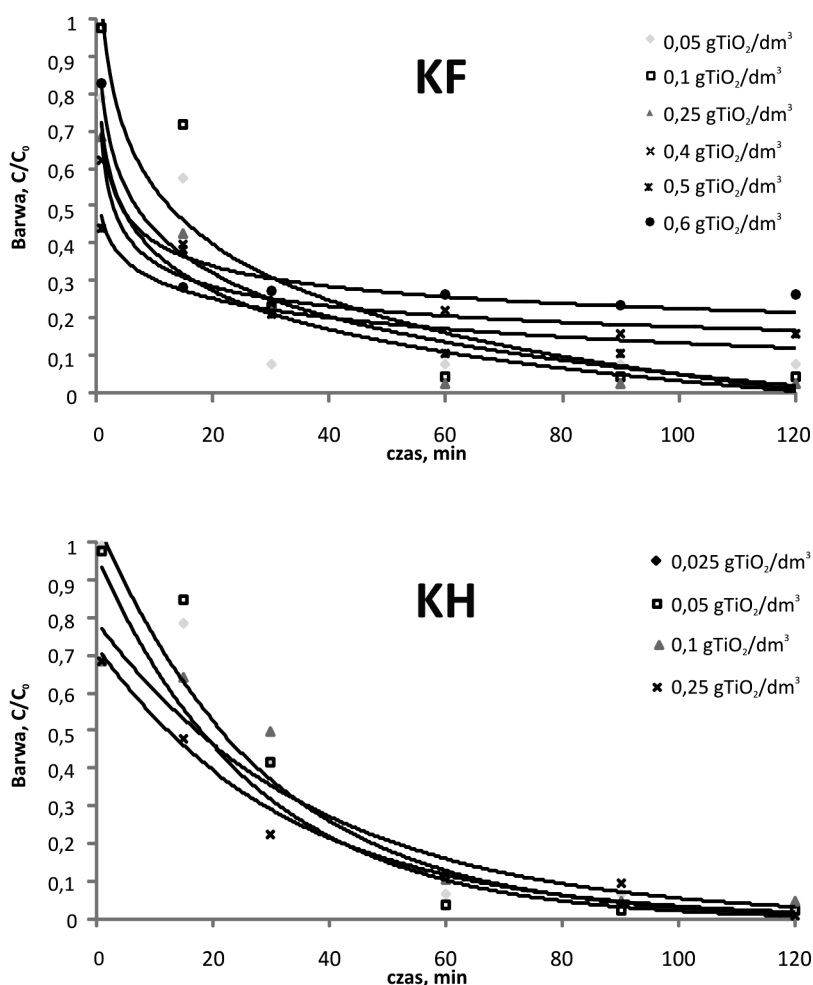 KF
Barwa, C/C₀
1
0,9
0,8
0,7
0,6
0,5
0,4
0,3
0,2
0,1
0
0 20 40 60 80 100 120
czas, min
0,05 gTiO₂/dm³
0,1 gTiO₂/dm³
0,25 gTiO₂/dm³
0,4 gTiO₂/dm³
0,5 gTiO₂/dm³
0,6 gTiO₂/dm³
KH
Barwa, C/C₀
1
0,9
0,8
0,7
0,6
0,5
0,4
0,3
0,2
0,1
0
0 20 40 60 80 100 120
czas, min
0,025 gTiO₂/dm³
0,05 gTiO₂/dm³
0,1 gTiO₂/dm³
0,25 gTiO₂/dm³